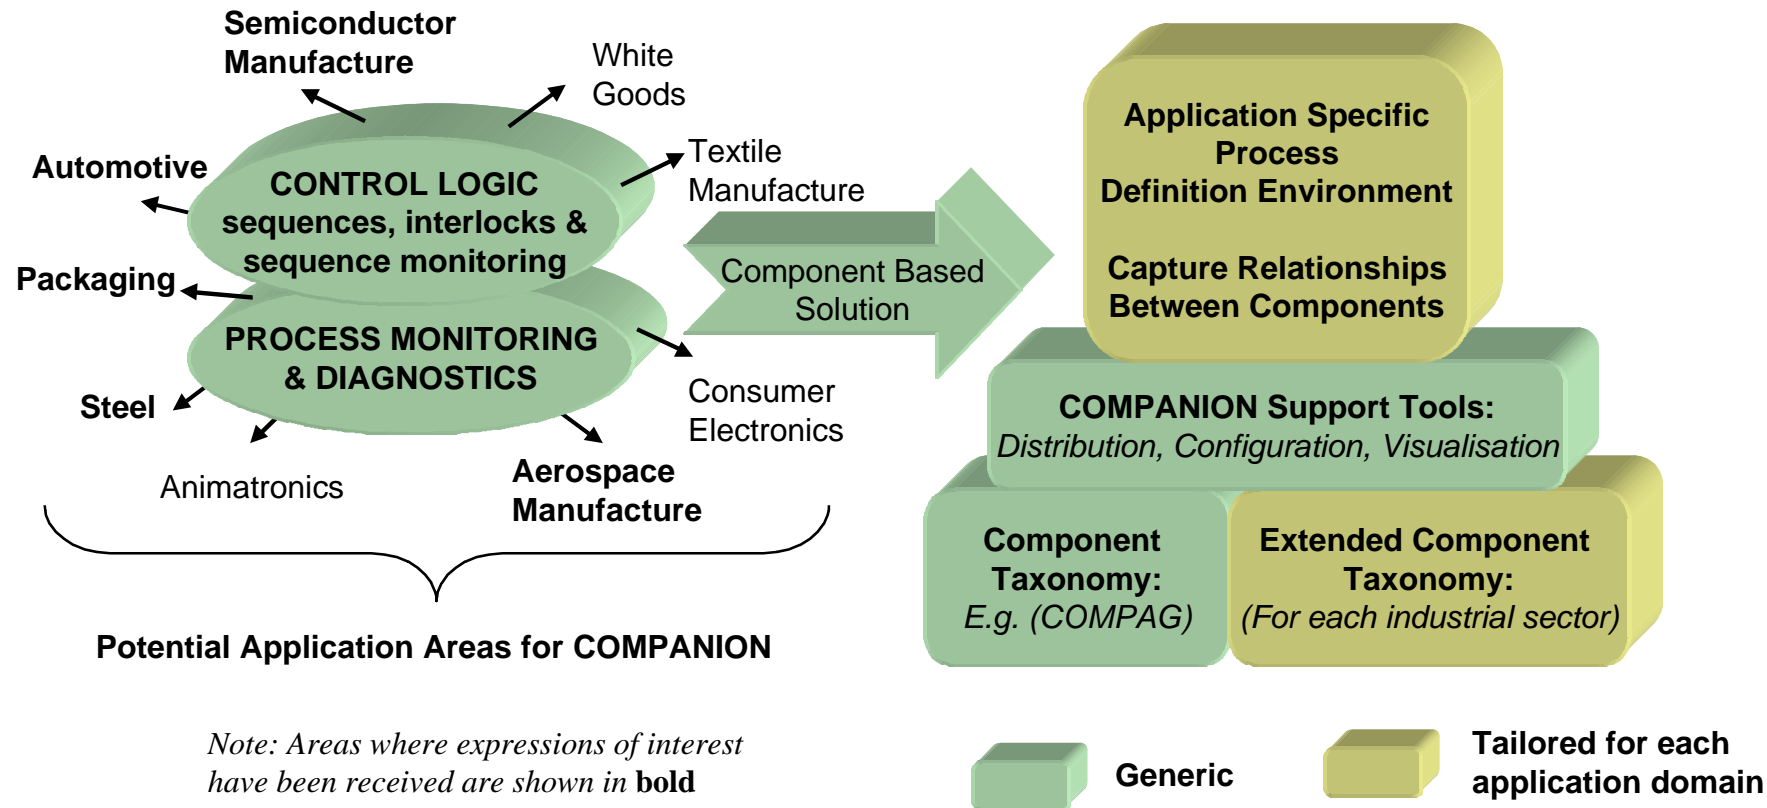 Semiconductor
Manufacture
White
Goods
Automotive
CONTROL LOGIC
sequences, interlocks &
sequence monitoring
Textile
Manufacture
Packaging
PROCESS MONITORING
& DIAGNOSTICS
Steel
Consumer
Electronics
Animatronics
Aerospace
Manufacture
Potential Application Areas for COMPANION
Note: Areas where expressions of interest
have been received are shown in bold
Component Based
Solution
Application Specific
Process
Definition Environment
Capture Relationships
Between Components
COMPANION Support Tools:
Distribution, Configuration, Visualisation
Component
Taxonomy:
E.g. (COMPAG)
Extended Component
Taxonomy:
(For each industrial sector)
Generic
Tailored for each
application domain